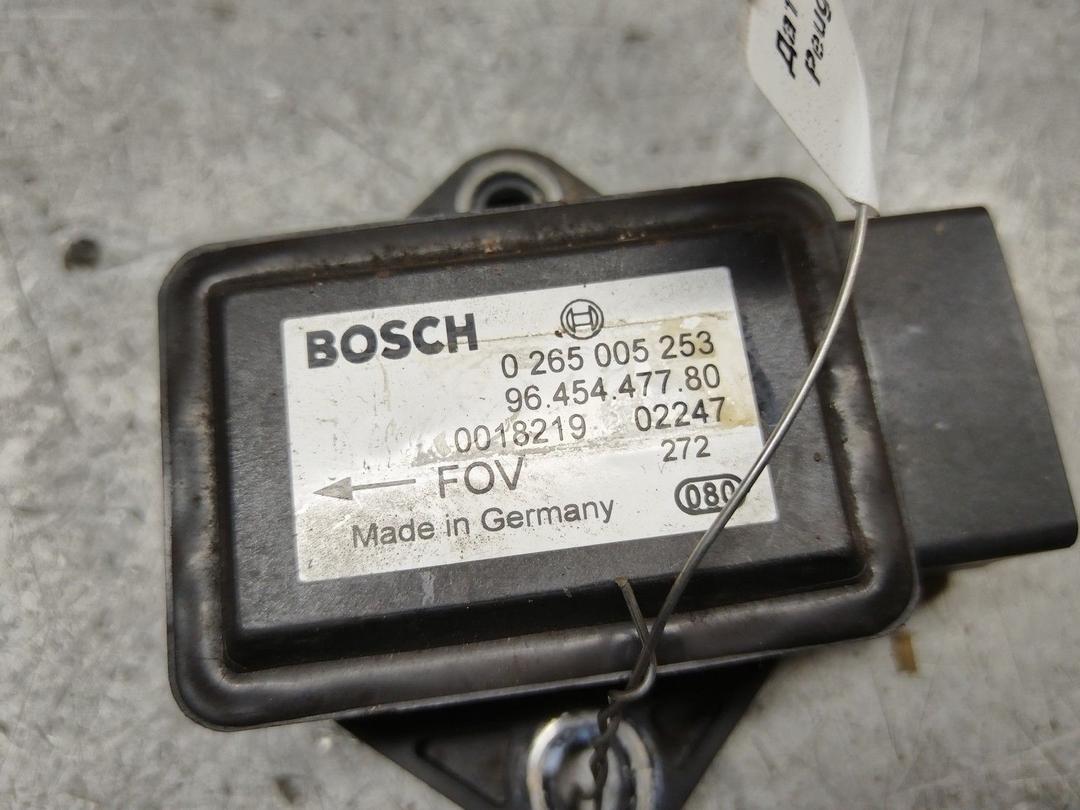 BOSCH
0 265 005 253
96.454.477.80
0018219 02247
272
FOV
080
Made in Germany